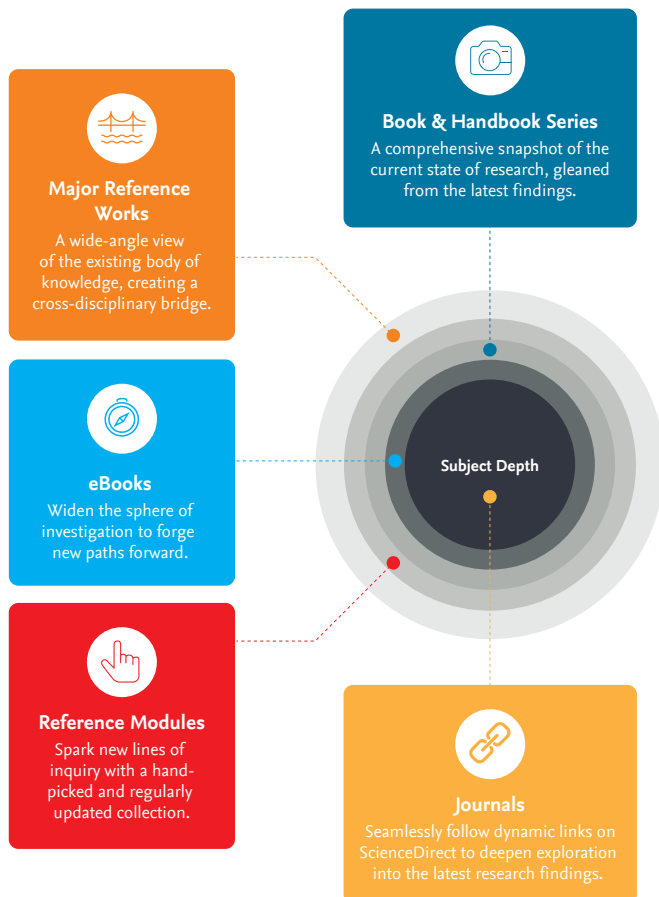 Book & Handbook Series
A comprehensive snapshot of the
current state of research, gleaned
from the latest findings.
Major Reference
Works
A wide-angle view
of the existing body of
knowledge, creating a
cross-disciplinary bridge.
eBooks
Widen the sphere of
investigation to forge
new paths forward.
Subject Depth
Reference Modules
Spark new lines of
inquiry with a hand-
picked and regularly
updated collection.
Journals
Seamlessly follow dynamic links on
ScienceDirect to deepen exploration
into the latest research findings.